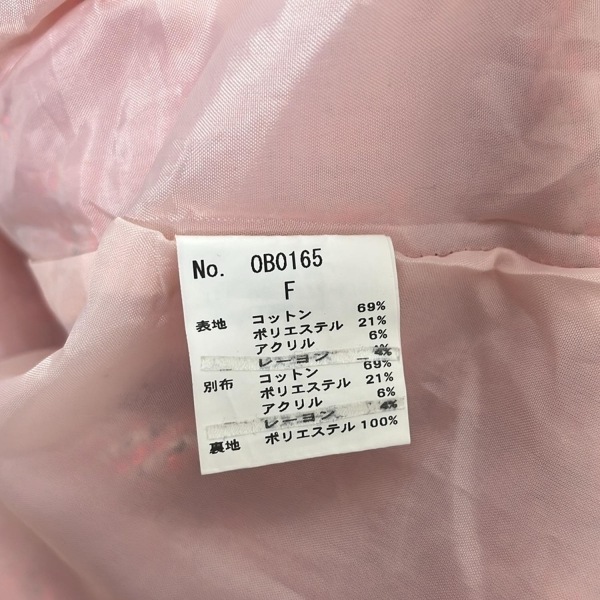 No. OB0165
F
表地 コットン 69%
ポリエステル 21%
アクリル 6%
レーヨン 4%
別布 コットン 69%
ポリエステル 21%
アクリル 6%
レーヨン 4%
裏地 ポリエステル 100%